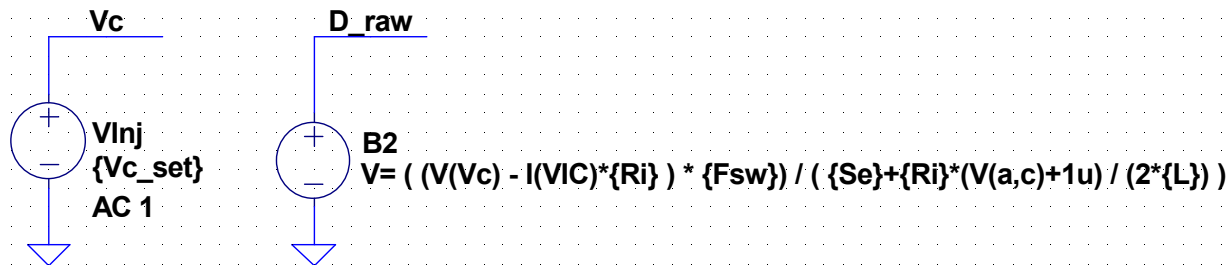 Vc
D_raw
VInj
{Vc_set}
AC 1
B2
V= ( (V(Vc) - I(VIC)*{Ri} ) * {Fsw}) / ( {Se}+{Ri}*(V(a,c)+1u) / (2*{L}) )